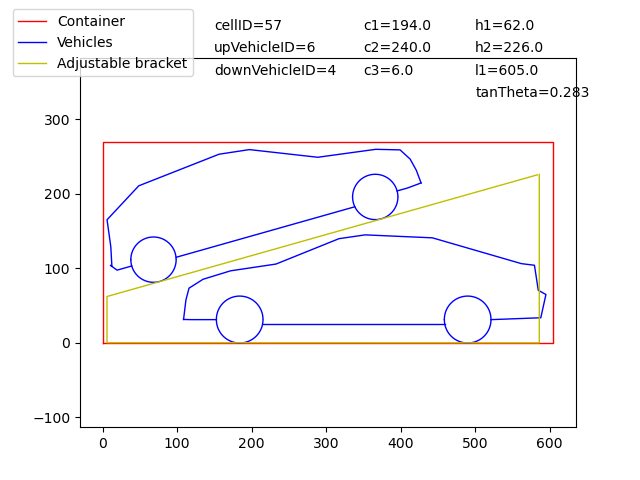 Container
Vehicles
Adjustable bracket
cellID=57
upVehicleID=6
downVehicleID=4
c1=194.0
c2=240.0
c3=6.0
h1=62.0
h2=226.0
l1=605.0
tanTheta=0.283
300
200
100
0
−100
0 100 200 300 400 500 600